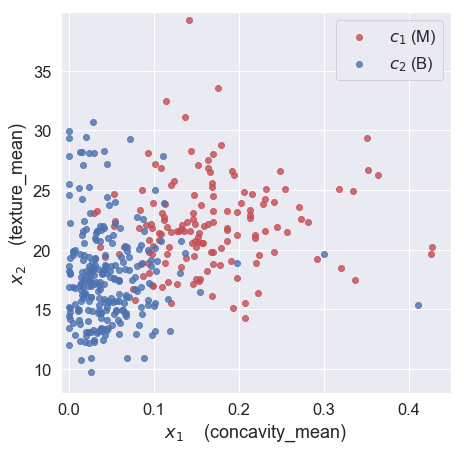 c₁ (M)
c₂ (B)
35
30
25
20
15
10
x₂ (texture_mean)
0.0 0.1 0.2 0.3 0.4
x₁ (concavity_mean)